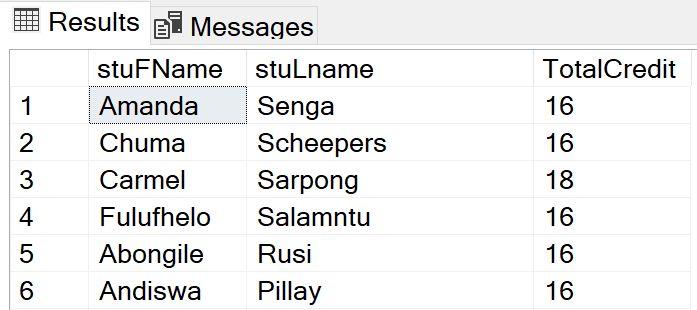 Results Messages
stuFName stuLname TotalCredit
1 Amanda Senga 16
2 Chuma Scheepers 16
3 Carmel Sarpong 18
4 Fulufhelo Salamntu 16
5 Abongile Rusi 16
6 Andiswa Pillay 16